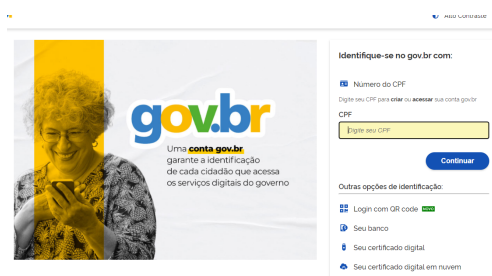 Alto Contraste
gov.br
Uma conta gov.br
garante a identificação
de cada cidadão que acessa
os serviços digitais do governo
Identifique-se no gov.br com:
Número do CPF
Digite seu CPF para criar ou acessar sua conta gov.br
CPF
Digite seu CPF
Continuar
Outras opções de identificação:
Login com QR code NOVO
Seu banco
Seu certificado digital
Seu certificado digital em nuvem